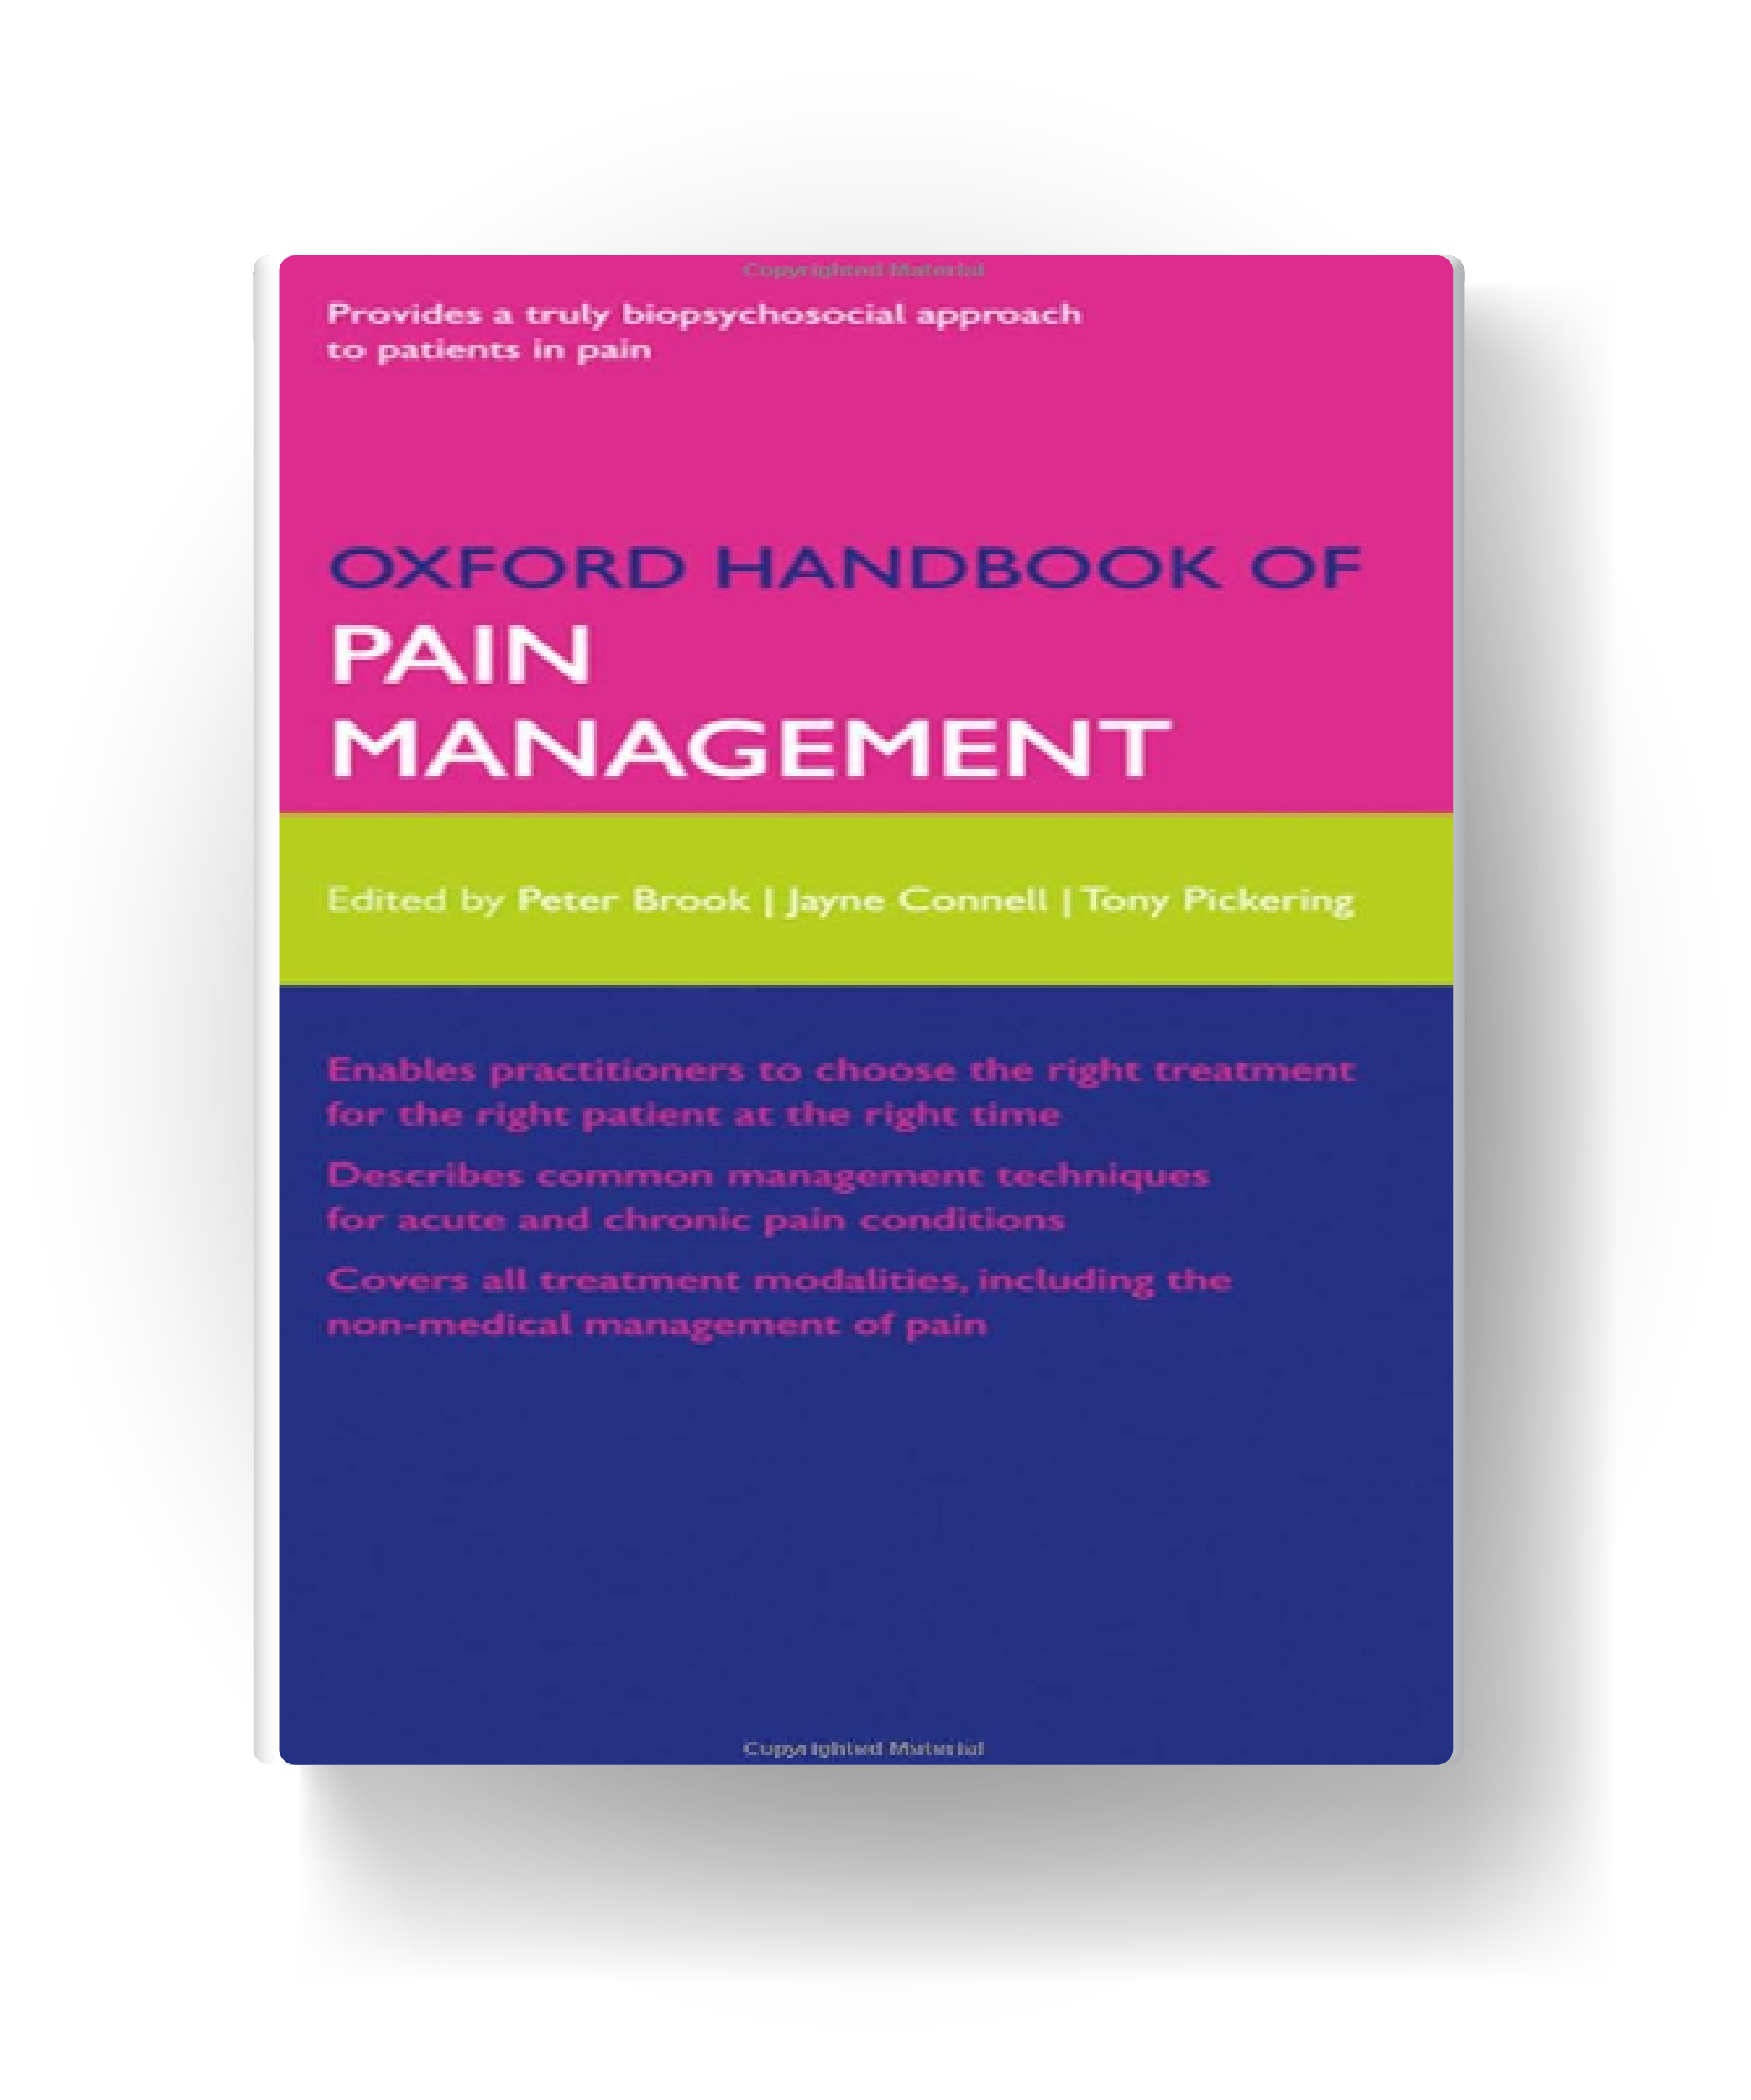 Copyrighted Material
Provides a truly biopsychosocial approach
to patients in pain
OXFORD HANDBOOK OF
PAIN
MANAGEMENT
Edited by Peter Brook | Jayne Connell | Tony Pickering
Enables practitioners to choose the right treatment
for the right patient at the right time
Describes common management techniques
for acute and chronic pain conditions
Covers all treatment modalities, including the
non-medical management of pain
Copyrighted Material